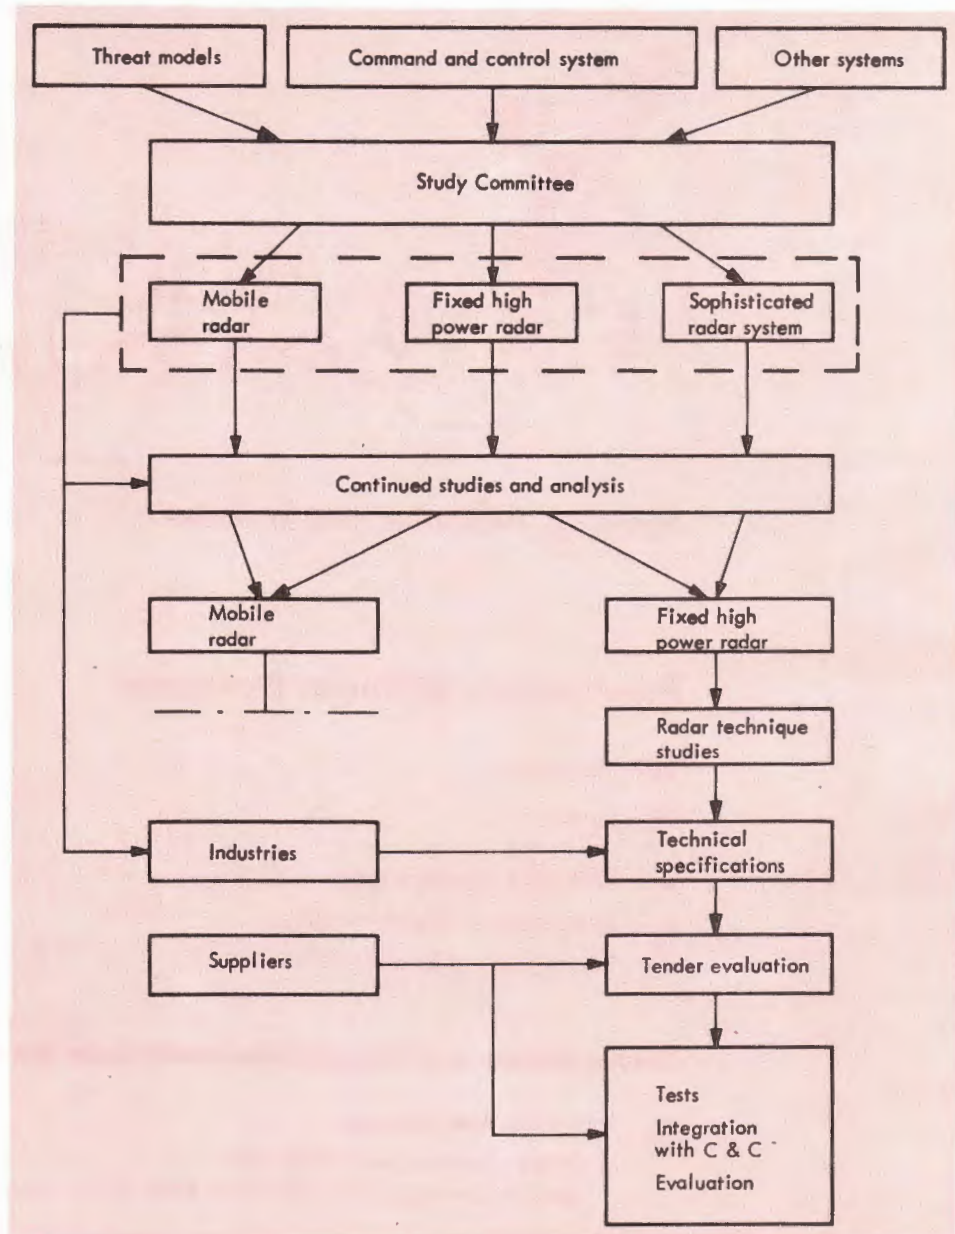 Threat models
Command and control system
Other systems
Study Committee
Mobile
radar
Fixed high
power radar
Sophisticated
radar system
Continued studies and analysis
Mobile
radar
Fixed high
power radar
Radar technique
studies
Industries
Technical
specifications
Suppliers
Tender evaluation
Tests
Integration
with C & C
Evaluation